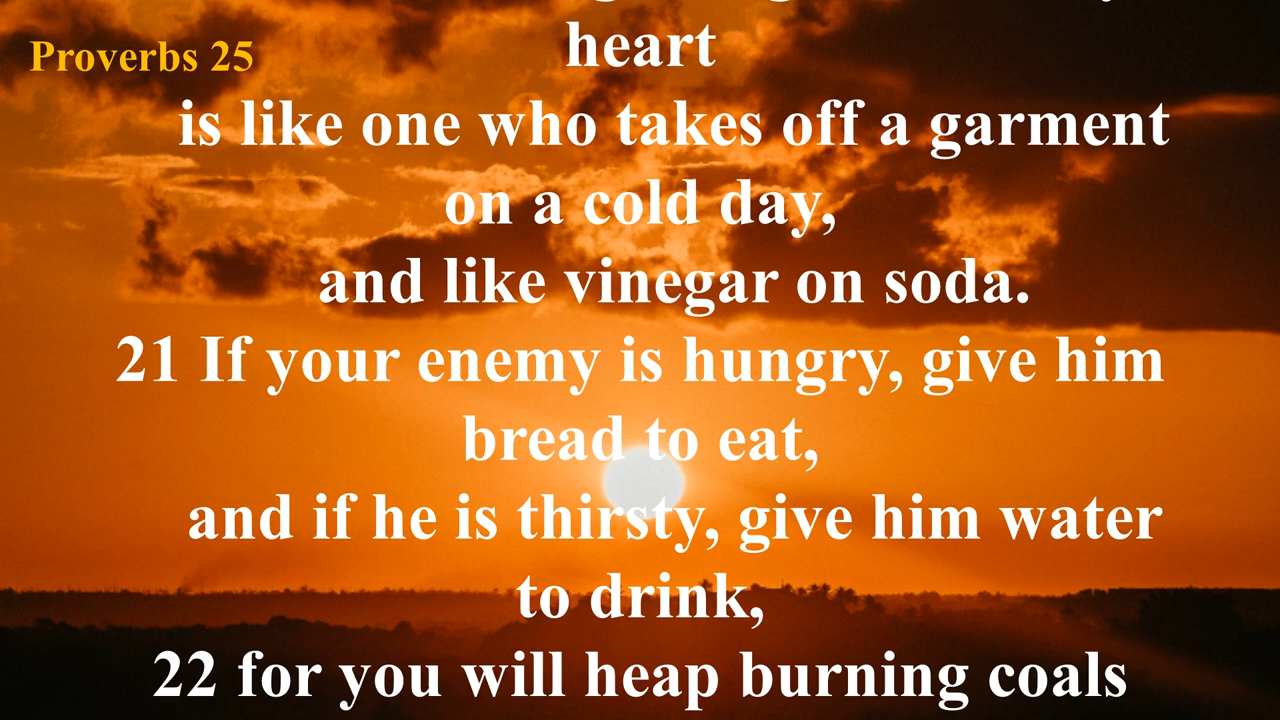 Proverbs 25
heart
is like one who takes off a garment
on a cold day,
and like vinegar on soda.
21 If your enemy is hungry, give him
bread to eat,
and if he is thirsty, give him water
to drink,
22 for you will heap burning coals